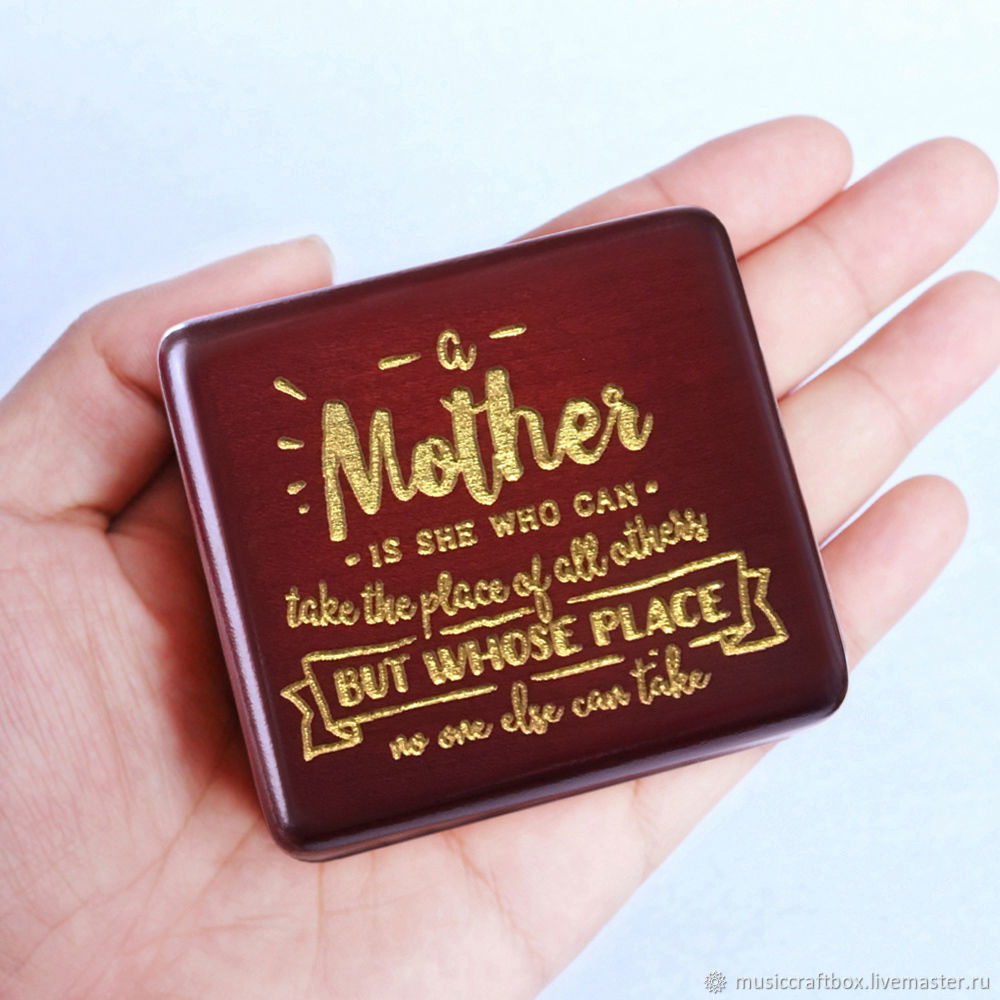 a
Mother
IS SHE WHO CAN
take the place of all others
BUT WHOSE PLACE
no one else can take
musiccraftbox.livemaster.ru